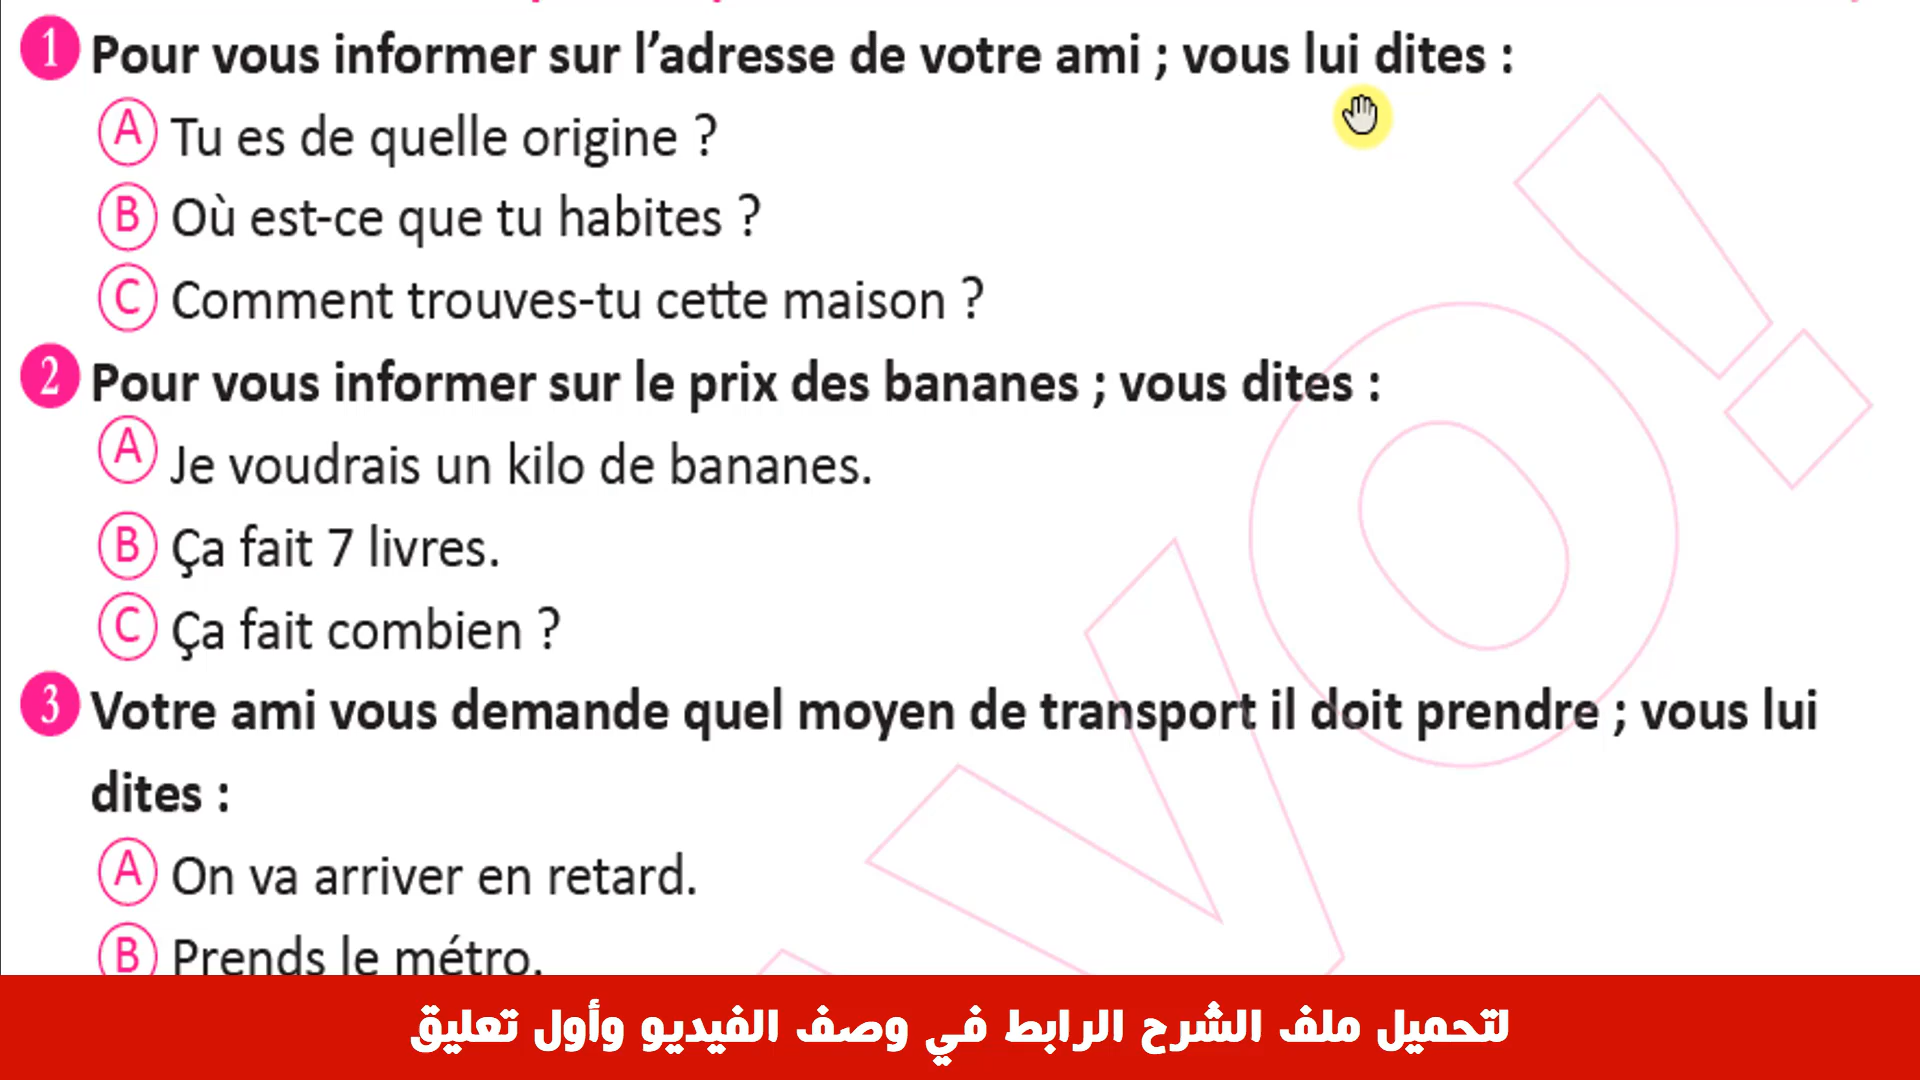 1 Pour vous informer sur l’adresse de votre ami ; vous lui dites :
A Tu es de quelle origine ?
B Où est-ce que tu habites ?
C Comment trouves-tu cette maison ?
2 Pour vous informer sur le prix des bananes ; vous dites :
A Je voudrais un kilo de bananes.
B Ça fait 7 livres.
C Ça fait combien ?
3 Votre ami vous demande quel moyen de transport il doit prendre ; vous lui
dites :
A On va arriver en retard.
B Prends le métro.
لتحميل ملف الشرح الرابط في وصف الفيديو وأول تعليق